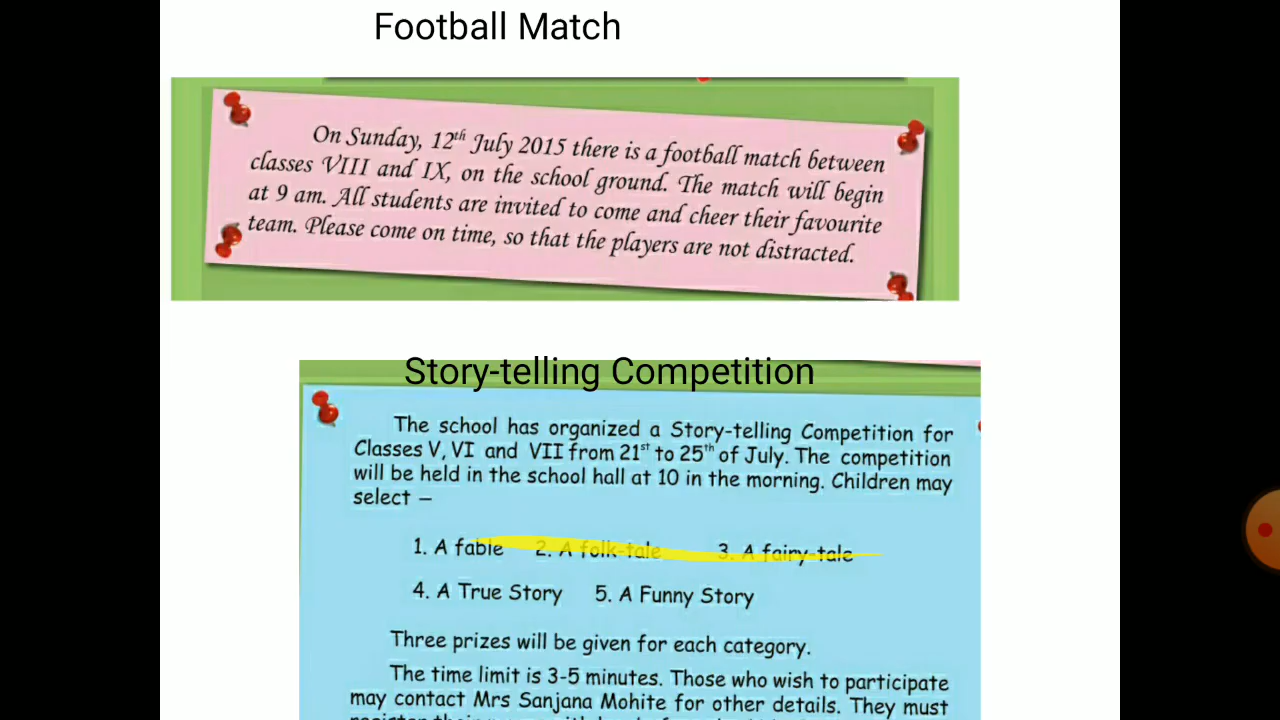 Football Match
On Sunday, 12th July 2015 there is a football match between
classes VIII and IX, on the school ground. The match will begin
at 9 am. All students are invited to come and cheer their favourite
team. Please come on time, so that the players are not distracted.
Story-telling Competition
The school has organized a Story-telling Competition for
Classes V, VI and VII from 21st to 25th of July. The competition
will be held in the school hall at 10 in the morning. Children may
select –
1. A fable 2. A folk-tale 3. A fairy-tale
4. A True Story 5. A Funny Story
Three prizes will be given for each category.
The time limit is 3-5 minutes. Those who wish to participate
may contact Mrs Sanjana Mohite for other details. They must